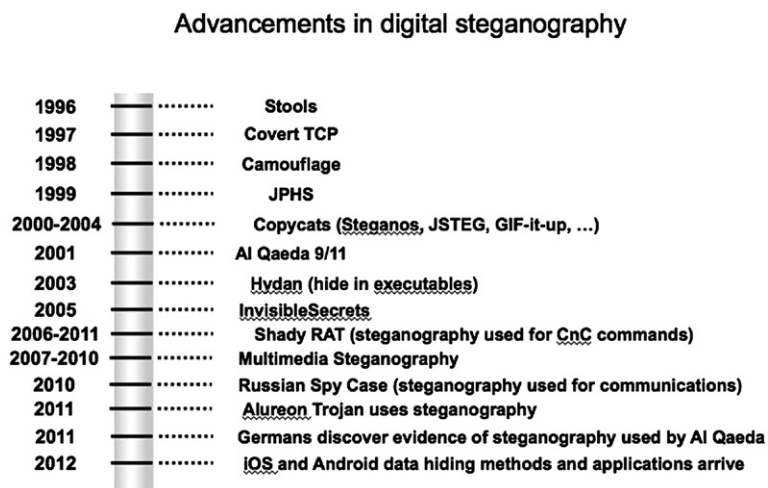 Advancements in digital steganography
1996 Stools
1997 Covert TCP
1998 Camouflage
1999 JPHS
2000-2004 Copycats (Steganos, JSTEG, GIF-it-up, ...)
2001 Al Qaeda 9/11
2003 Hydan (hide in executables)
2005 InvisibleSecrets
2006-2011 Shady RAT (steganography used for CnC commands)
2007-2010 Multimedia Steganography
2010 Russian Spy Case (steganography used for communications)
2011 Alureon Trojan uses steganography
2011 Germans discover evidence of steganography used by Al Qaeda
2012 iOS and Android data hiding methods and applications arrive